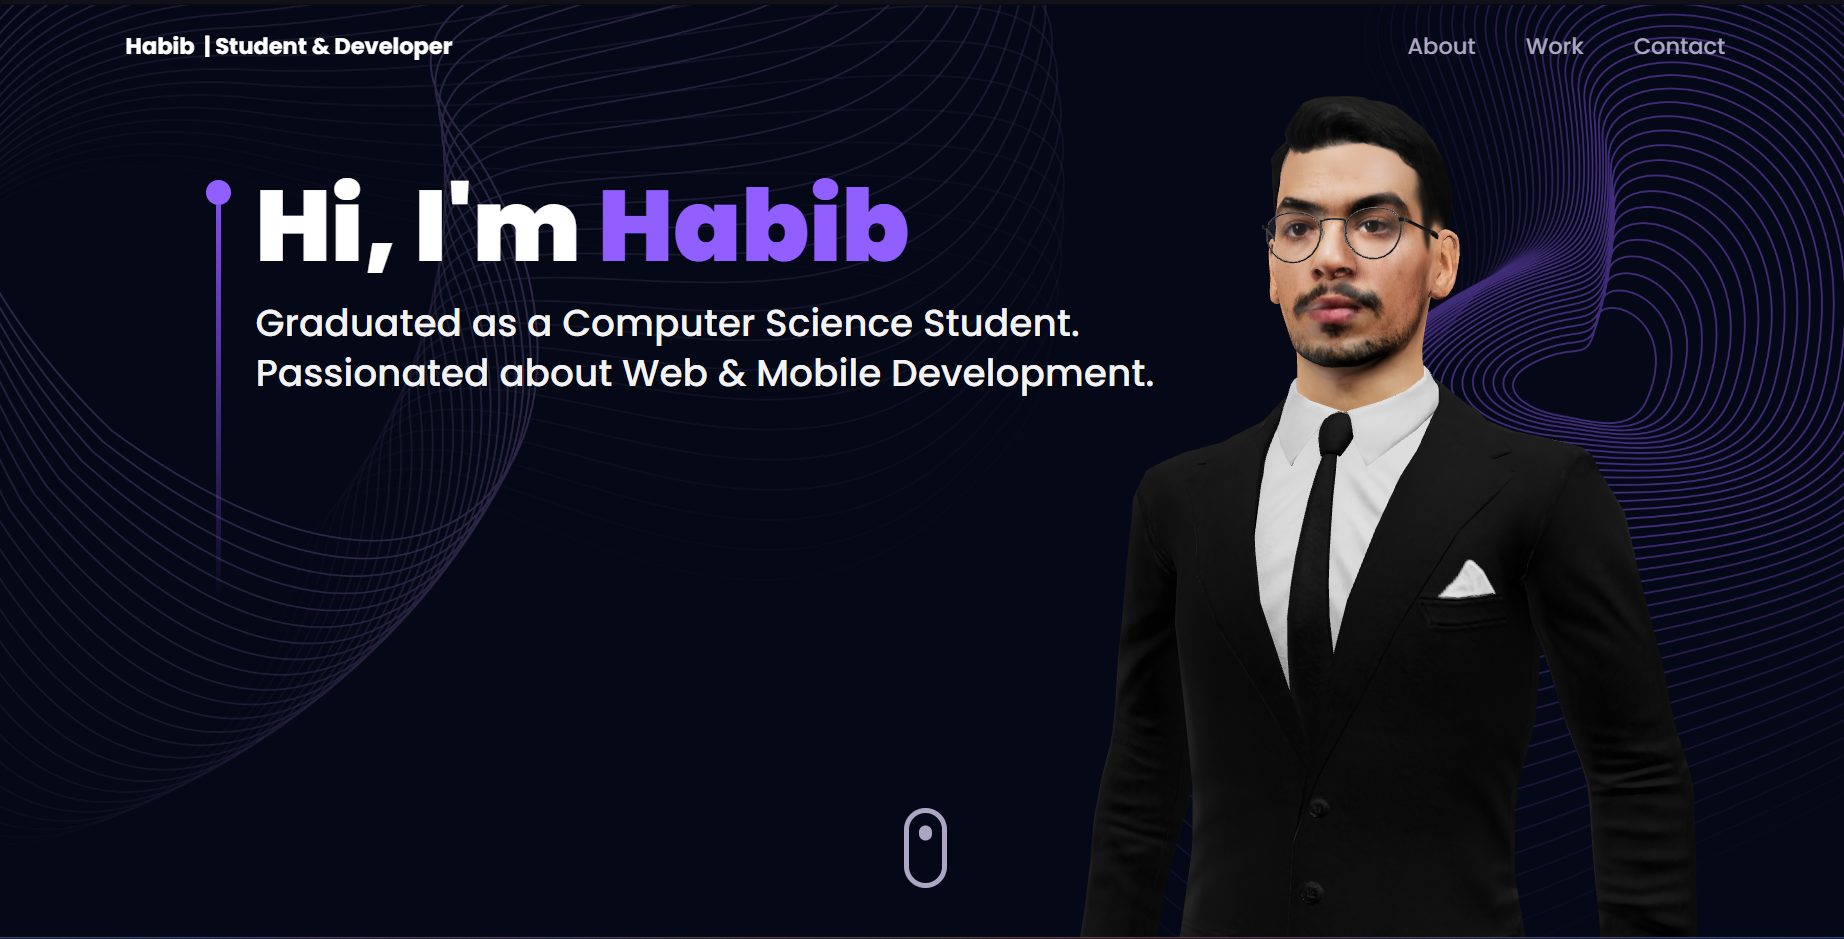 Habib | Student & Developer
About Work Contact
Hi, I'm Habib
Graduated as a Computer Science Student.
Passionated about Web & Mobile Development.